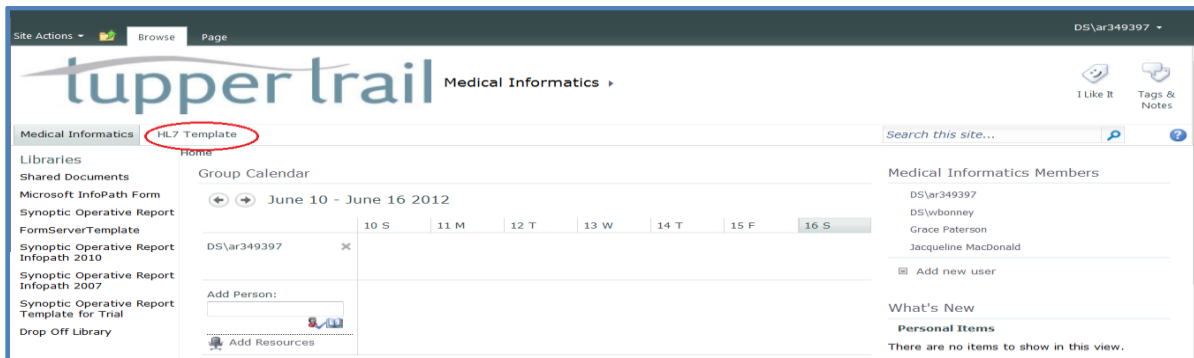 DS\ar349397
Site Actions Browse Page
tupper trail Medical Informatics
I Like It
Tags &
Notes
Medical Informatics HL7 Template
Search this site...
Home
Libraries
Shared Documents
Microsoft InfoPath Form
Synoptic Operative Report
FormServerTemplate
Synoptic Operative Report
Infopath 2010
Synoptic Operative Report
Infopath 2007
Synoptic Operative Report
Template for Trial
Drop Off Library
Group Calendar
June 10 - June 16 2012
10 S 11 M 12 T 13 W 14 T 15 F 16 S
DS\ar349397
Add Person:
Add Resources
Medical Informatics Members
DS\ar349397
DS\wbonney
Grace Paterson
Jacqueline MacDonald
Add new user
What's New
Personal Items
There are no items to show in this view.